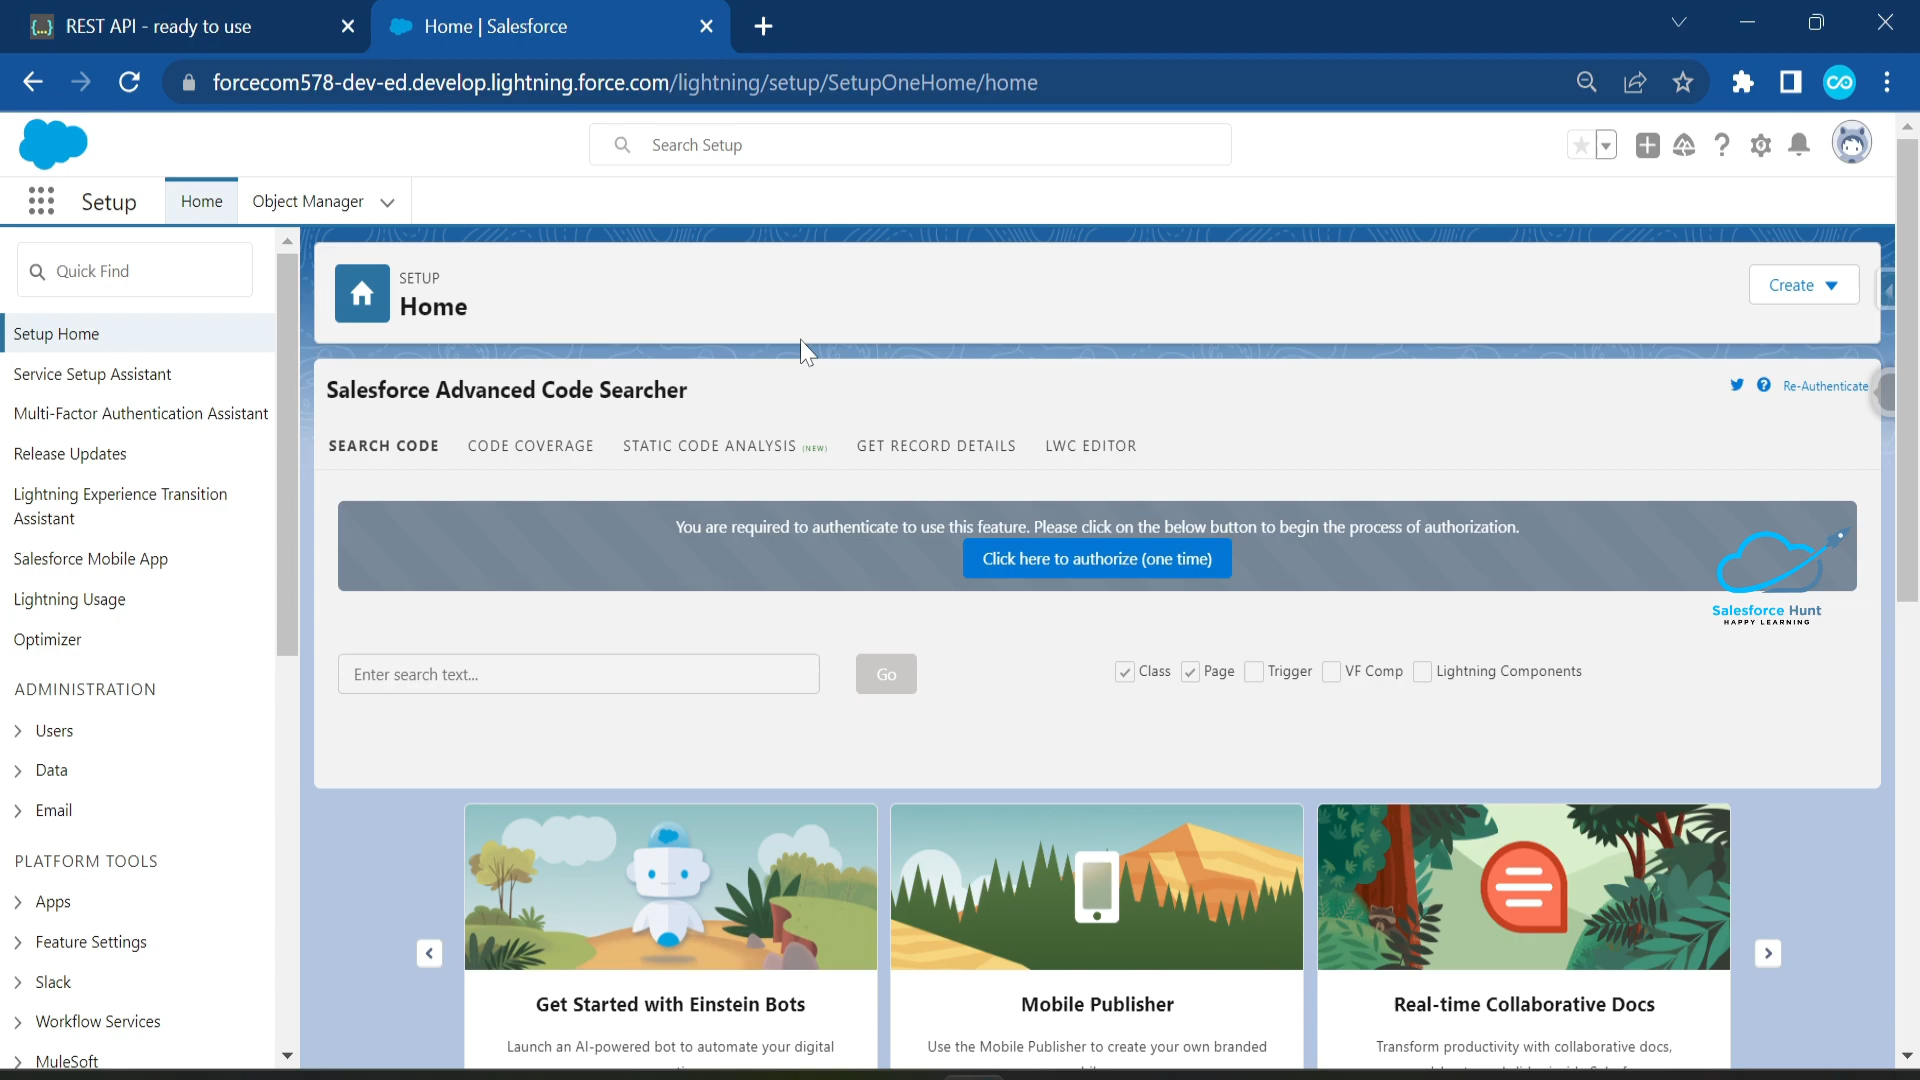 REST API - ready to use
Home | Salesforce
forcecom578-dev-ed.develop.lightning.force.com/lightning/setup/SetupOneHome/home
Search Setup
Setup
Home
Object Manager
Quick Find
Setup Home
Service Setup Assistant
Multi-Factor Authentication Assistant
Release Updates
Lightning Experience Transition
Assistant
Salesforce Mobile App
Lightning Usage
Optimizer
ADMINISTRATION
Users
Data
Email
PLATFORM TOOLS
Apps
Feature Settings
Slack
Workflow Services
MuleSoft
SETUP
Home
Create
Salesforce Advanced Code Searcher
Re-Authenticate
SEARCH CODE
CODE COVERAGE
STATIC CODE ANALYSIS (NEW)
GET RECORD DETAILS
LWC EDITOR
You are required to authenticate to use this feature. Please click on the below button to begin the process of authorization.
Click here to authorize (one time)
Salesforce Hunt
HAPPY LEARNING
Enter search text...
Go
Class
Page
Trigger
VF Comp
Lightning Components
Get Started with Einstein Bots
Launch an AI-powered bot to automate your digital
Mobile Publisher
Use the Mobile Publisher to create your own branded
Real-time Collaborative Docs
Transform productivity with collaborative docs,